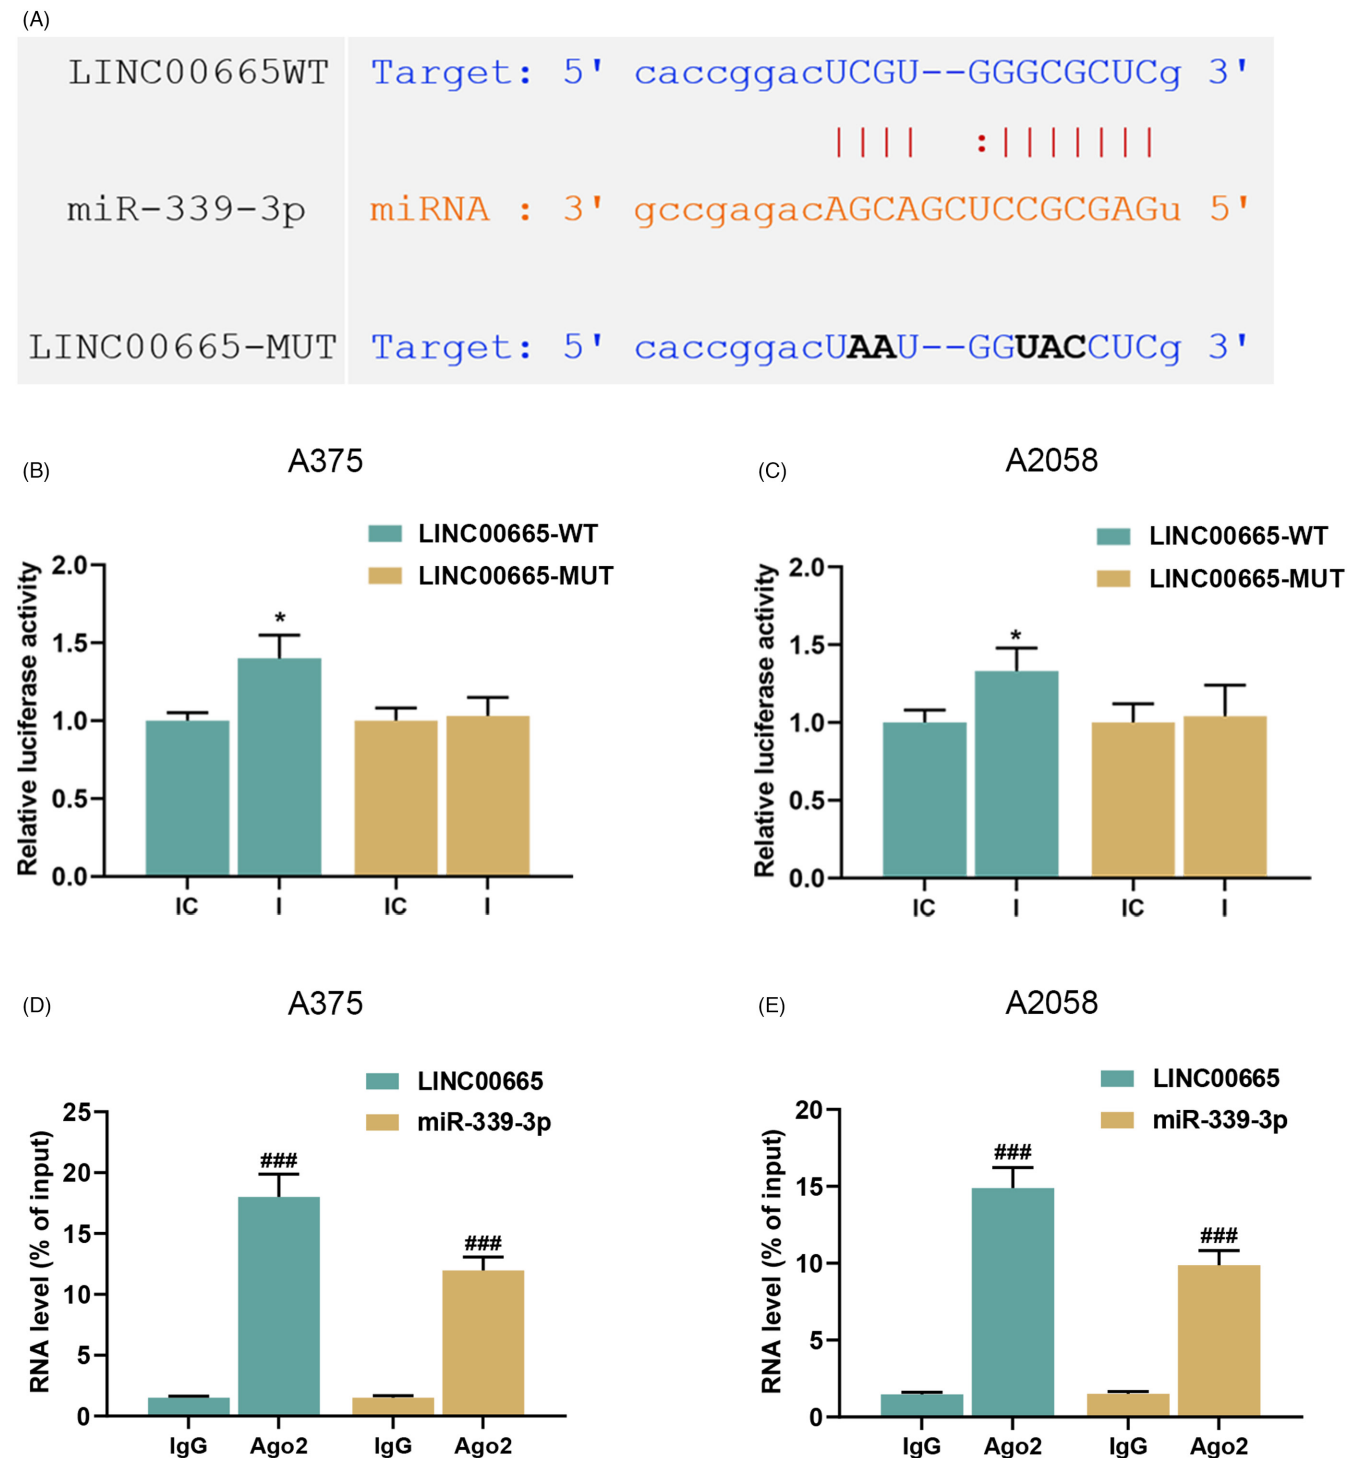 (A)
LINC00665WT Target: 5' caccggacUCGU--GGGCGCUCg 3'
|||| :|||||||
miR-339-3p miRNA : 3' gccgagacAGCAGCUCCGCGAGu 5'
LINC00665-MUT Target: 5' caccggacUAAU--GGUACCUCg 3'
(B) A375
LINC00665-WT
LINC00665-MUT
Relative luciferase activity
2.0
1.5
1.0
0.5
0.0
*
IC I IC I
(C) A2058
LINC00665-WT
LINC00665-MUT
Relative luciferase activity
2.0
1.5
1.0
0.5
0.0
*
IC I IC I
(D) A375
LINC00665
miR-339-3p
RNA level (% of input)
25
20
15
10
5
0
###
###
IgG Ago2 IgG Ago2
(E) A2058
LINC00665
miR-339-3p
RNA level (% of input)
20
15
10
5
0
###
###
IgG Ago2 IgG Ago2